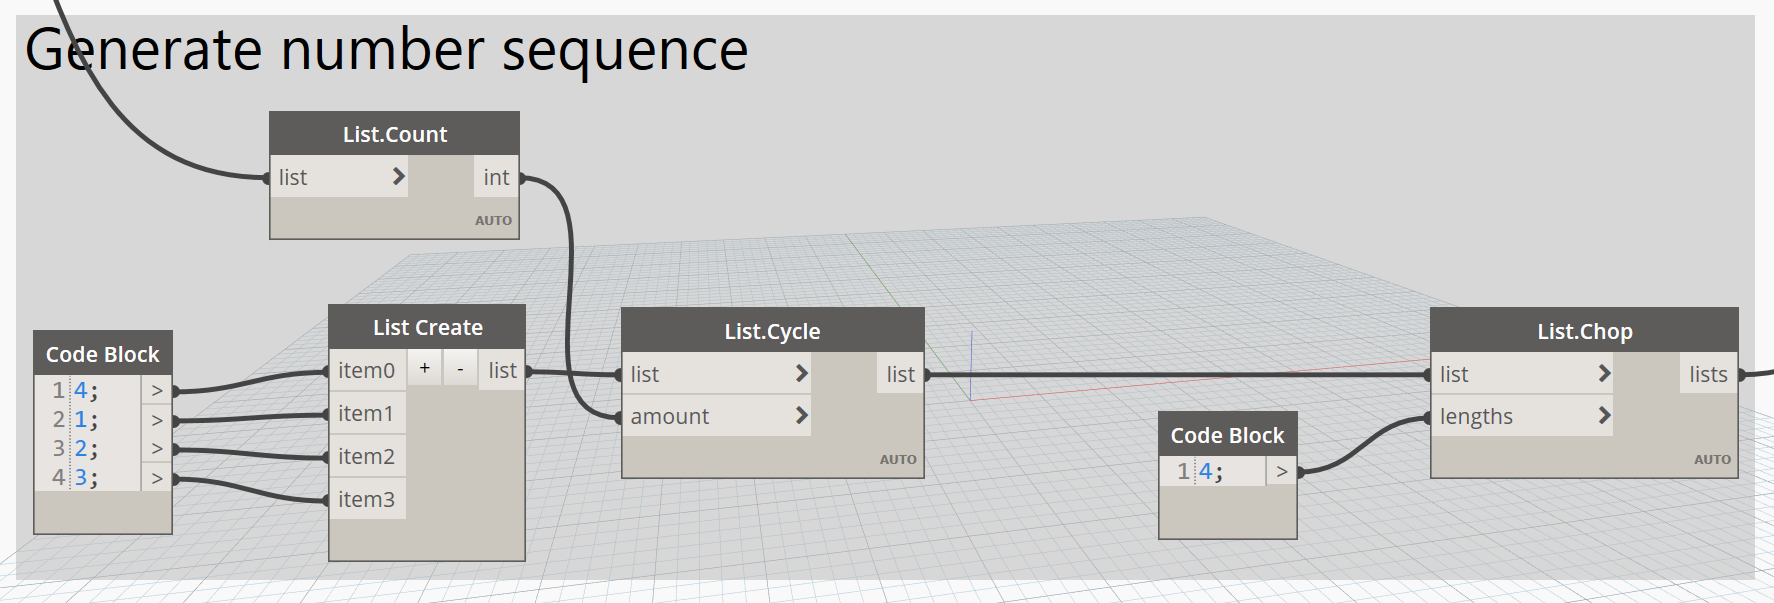 Generate number sequence
List.Count
list > int
AUTO
Code Block
1 4; >
2 1; >
3 2; >
4 3; >
List Create
item0 + - list
item1
item2
item3
List.Cycle
list > list
amount >
AUTO
Code Block
1 4; >
List.Chop
list > lists
lengths >
AUTO